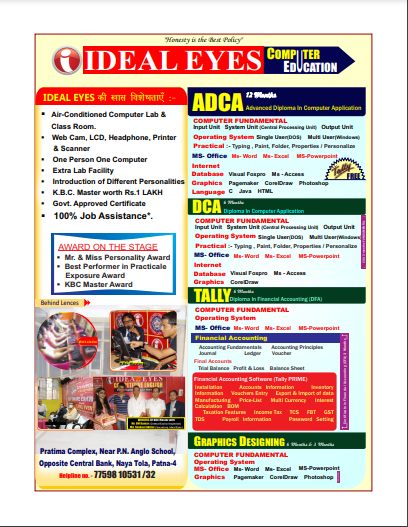 "Honesty is the Best Policy"
i IDEAL EYES COMPUTER EDUCATION
IDEAL EYES की खास विशेषताएँ :-
Air-Conditioned Computer Lab &
Class Room.
Web Cam, LCD, Headphone, Printer
& Scanner
One Person One Computer
Extra Lab Facility
Introduction of Different Personalities
K.B.C. Master worth Rs.1 LAKH
Govt. Approved Certificate
100% Job Assistance*.
AWARD ON THE STAGE
Mr. & Miss Personality Award
Best Performer in Practicale
Exposure Award
KBC Master Award
Behind Lences
IDEAL EYES
Pratima Complex, Near P.N. Anglo School,
Opposite Central Bank, Naya Tola, Patna-4
Helpline no. - 77598 10531/32
ADCA 12 Months
Advanced Diploma In Computer Application
COMPUTER FUNDAMENTAL
Input Unit System Unit (Central Processing Unit) Output Unit
Operating System Single User(DOS) Multi User(Windows)
Practical :- Typing , Paint, Folder, Properties / Personalize
MS- Office Ms- Word Ms- Excel MS-Powerpoint
Internet
Database Visual Foxpro Ms - Access
Graphics Pagemaker CorelDraw Photoshop
Language C Java HTML
Tally FREE
DCA 6 Months
Diploma In Computer Application
COMPUTER FUNDAMENTAL
Input Unit System Unit (Central Processing Unit) Output Unit
Operating System Single User(DOS) Multi User(Windows)
Practical :- Typing , Paint, Folder, Properties / Personalize
MS- Office Ms- Word Ms- Excel MS-Powerpoint
Internet
Database Visual Foxpro Ms - Access
Graphics CorelDraw
TALLY 6 Months
Diploma In Financial Accounting (DFA)
COMPUTER FUNDAMENTAL
Operating System
MS- Office Ms- Word Ms- Excel MS-Powerpoint
Financial Accounting
Accounting Fundamentals Accounting Principles
Journal Ledger Voucher
Final Accounts
Trial Balance Profit & Loss Balance Sheet
Financial Accounting Software (Tally PRIME)
Installation Accounts Information Inventory
Information Vouchers Entry Export & Import of data
Manufacturing Price-List Multi Currency Interest
Calculation BOM
Taxation Features Income Tax TCS FBT GST
TDS Payroll Information Password Setting
GRAPHICS DESIGNING 6 Months & 3 Months
COMPUTER FUNDAMENTAL
Operating System
MS- Office Ms- Word Ms- Excel MS-Powerpoint
Graphics Pagemaker CorelDraw Photoshop